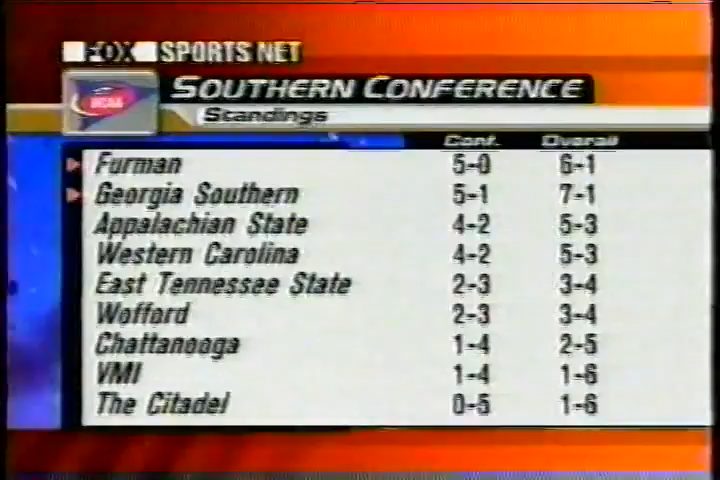 FOX SPORTS NET
NCAA
SOUTHERN CONFERENCE
Standings
Conf. Overall
Furman 5-0 6-1
Georgia Southern 5-1 7-1
Appalachian State 4-2 5-3
Western Carolina 4-2 5-3
East Tennessee State 2-3 3-4
Wofford 2-3 3-4
Chattanooga 1-4 2-5
VMI 1-4 1-6
The Citadel 0-5 1-6